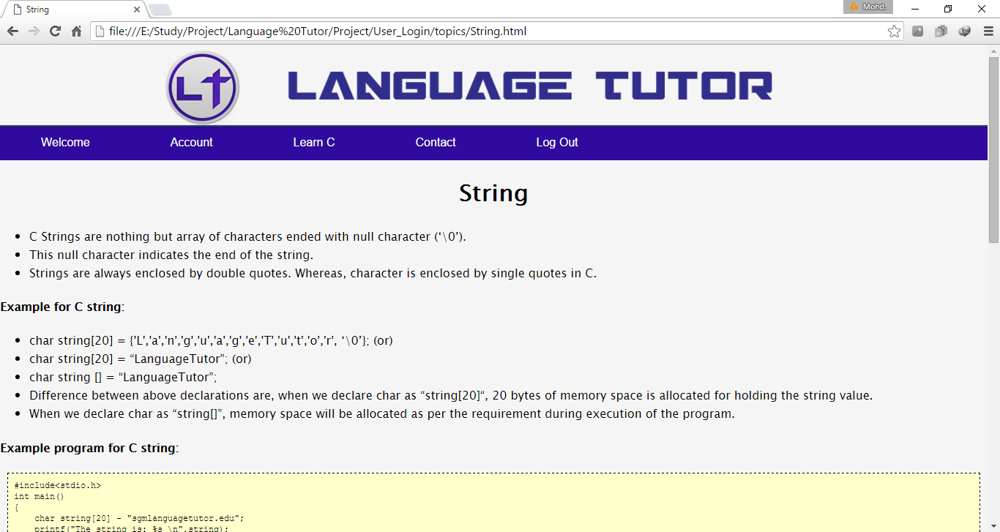 String
Mohd.
file:///E:/Study/Project/Language%20Tutor/Project/User_Login/topics/String.html
LT LANGUAGE TUTOR
Welcome Account Learn C Contact Log Out
String
• C Strings are nothing but array of characters ended with null character (‘\0’).
• This null character indicates the end of the string.
• Strings are always enclosed by double quotes. Whereas, character is enclosed by single quotes in C.
Example for C string:
• char string[20] = {'L','a','n','g','u','a','g','e','T','u','t','o','r', ‘\0’}; (or)
• char string[20] = “LanguageTutor”; (or)
• char string [] = “LanguageTutor”;
• Difference between above declarations are, when we declare char as “string[20]“, 20 bytes of memory space is allocated for holding the string value.
• When we declare char as “string[]”, memory space will be allocated as per the requirement during execution of the program.
Example program for C string:
#include<stdio.h>
int main()
{
char string[20] - "sgmlanguagetutor.edu";
printf("The string is: %s \n",string);